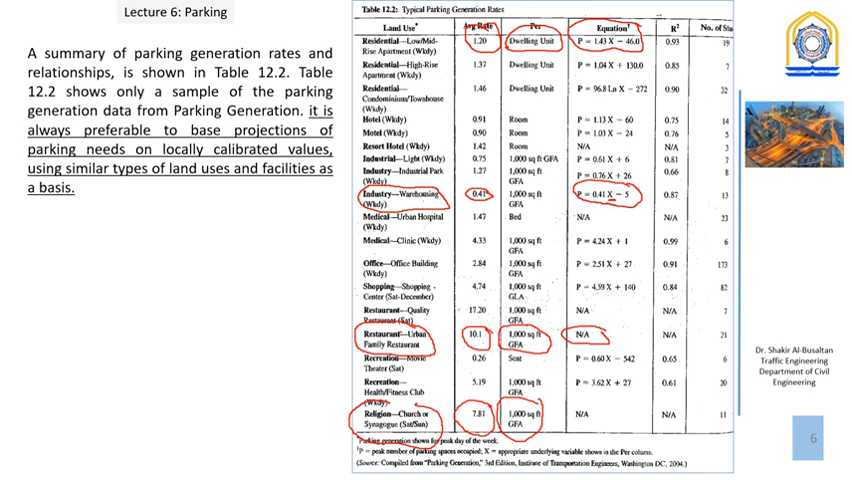 Lecture 6: Parking
A summary of parking generation rates and
relationships, is shown in Table 12.2. Table
12.2 shows only a sample of the parking
generation data from Parking Generation. it is
always preferable to base projections of
parking needs on locally calibrated values,
using similar types of land uses and facilities as
a basis.
Table 12.2: Typical Parking Generation Rates
Land Use* Avg Rate Per Equation† R² No. of Stu
Residential—Low/Mid- 1.20 Dwelling Unit P = 1.43 X − 46.0 0.93 19
Rise Apartment (Wkdy)
Residential—High-Rise 1.37 Dwelling Unit P = 1.04 X + 130.0 0.85 7
Apartment (Wkdy)
Residential— 1.46 Dwelling Unit P = 96.8 Ln X − 272 0.90 32
Condominium/Townhouse
(Wkdy)
Hotel (Wkdy) 0.91 Room P = 1.13 X − 60 0.75 14
Motel (Wkdy) 0.90 Room P = 1.03 X − 24 0.76 5
Resort Hotel (Wkdy) 1.42 Room N/A N/A 3
Industrial—Light (Wkdy) 0.75 1,000 sq ft GFA P = 0.61 X + 6 0.81 7
Industry—Industrial Park 1.27 1,000 sq ft P = 0.76 X + 26 0.66 8
(Wkdy) GFA
Industry—Warehousing 0.41 1,000 sq ft P = 0.41 X − 5 0.87 13
(Wkdy) GFA
Medical—Urban Hospital 1.47 Bed N/A N/A 23
(Wkdy)
Medical—Clinic (Wkdy) 4.33 1,000 sq ft P = 4.24 X + 1 0.99 6
GFA
Office—Office Building 2.84 1,000 sq ft P = 2.51 X + 27 0.91 173
(Wkdy) GFA
Shopping—Shopping 4.74 1,000 sq ft P = 4.59 X + 140 0.84 82
Center (Sat-December) GLA
Restaurant—Quality 17.20 1,000 sq ft N/A N/A 7
Restaurant (Sat) GFA
Restaurant—Urban 10.1 1,000 sq ft N/A N/A 21
Family Restaurant GFA
Recreation—Movie 0.26 Seat P = 0.60 X − 542 0.65 6
Theater (Sat)
Recreation— 5.19 1,000 sq ft P = 3.62 X + 27 0.61 20
Health/Fitness Club GFA
(Wkdy)
Religion—Church or 7.81 1,000 sq ft N/A N/A 11
Synagogue (Sat/Sun) GFA
*Parking generation shown for peak day of the week.
†P = peak number of parking spaces occupied; X = appropriate underlying variable shown in the Per column.
(Source: Compiled from "Parking Generation," 3rd Edition, Institute of Transportation Engineers, Washington DC, 2004.)
Dr. Shakir Al-Busaltan
Traffic Engineering
Department of Civil
Engineering
6